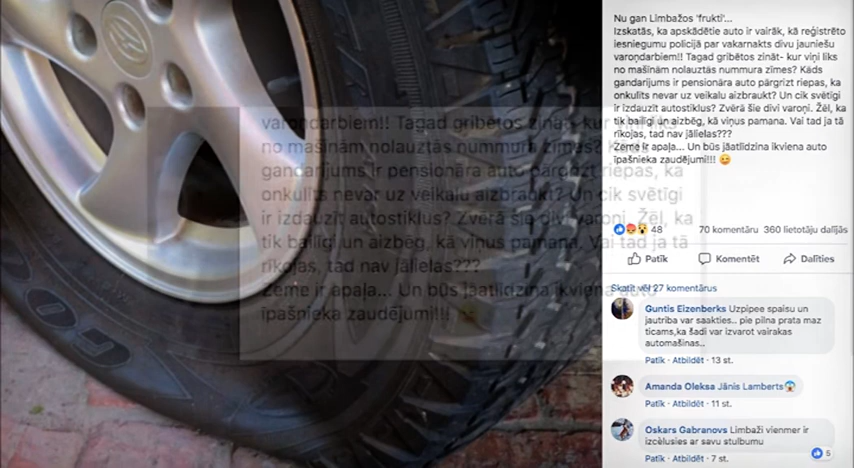 Nu gan Limbažos 'frukti'...
Izskatās, ka apskādētie auto ir vairāk, kā reģistrēto
iesniegumu policijā par vakarnakts divu jauniešu
varoņdarbiem!! Tagad gribētos zināt- kur viņi liks
no mašīnām nolauztās nummura zīmes? Kāds
gandarījums ir pensionāra auto pārgrizt riepas, ka
onkulīts nevar uz veikalu aizbraukt? Un cik svētīgi
ir izdauzīt autostiklus? Zvērā šie divi varoņi. Žēl, ka
tik bailīgi un aizbēg, kā viņus pamana. Vai tad ja tā
rīkojas, tad nav jālielas???
Zeme ir apaļa... Un būs jāatlīdzina ikviena auto
īpašnieka zaudējumi!!!
48
70 komentāru 360 lietotāju dalījās
Patīk Komentēt Dalīties
Skatīt vēl 27 komentārus
Guntis Eizenberks Uzpipee spaisu un
jautriba var saakties.. pie pilna prata maz
ticams,ka šadi var izvarot vairakas
automašinas..
Patīk · Atbildēt · 13 st.
Amanda Oleksa Jānis Lamberts
Patīk · Atbildēt · 11 st.
Oskars Gabranovs Limbaži vienmer ir
izcèlusies ar savu stulbumu
5
Patīk · Atbildēt · 7 st.
varoņdarbiem!! Tagad gribētos zināt- kur
no mašīnām nolauztās nummura zīmes?
gandarījums ir pensionāra auto pārgrizt riepas, ka
onkulīts nevar uz veikalu aizbraukt? Un cik svētīgi
ir izdauzīt autostiklus? Zvērā šie divi varoņi. Žēl, ka
tik bailīgi un aizbēg, kā viņus pamana. Vai tad ja tā
rīkojas, tad nav jālielas???
Zeme ir apaļa... Un būs jāatlīdzina ikviena auto
īpašnieka zaudējumi!!!